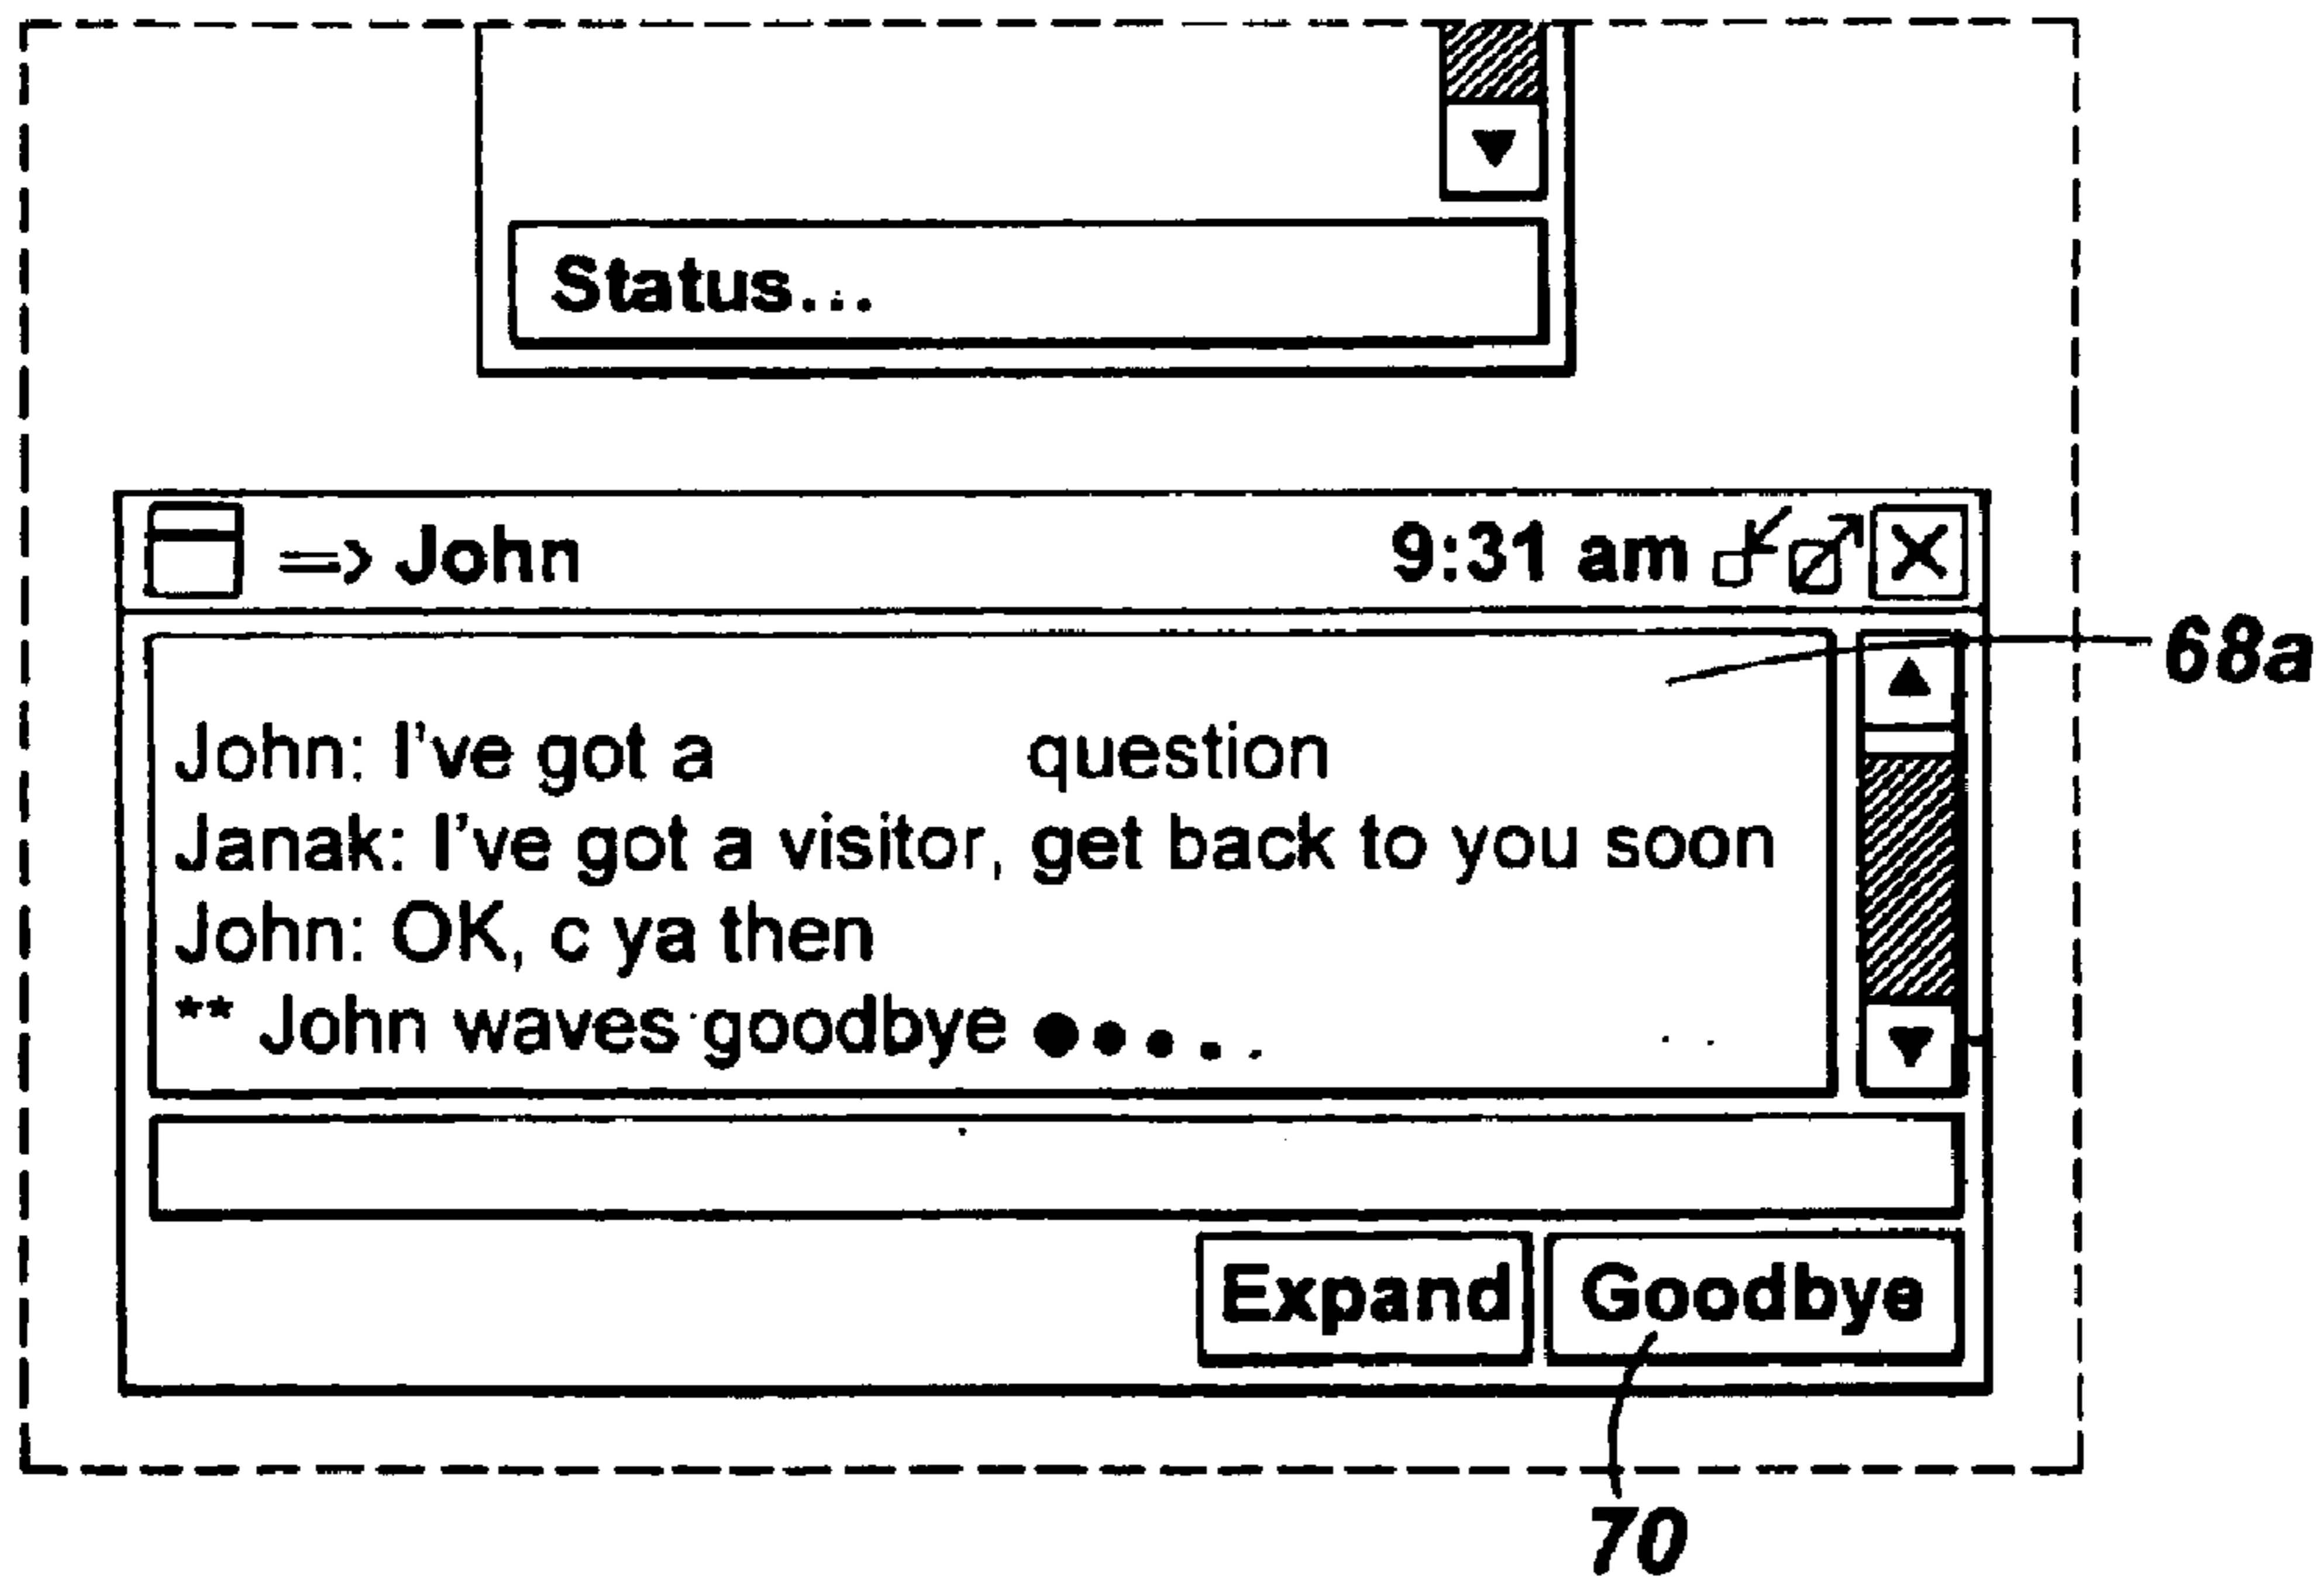 Status...
=> John 9:31 am
68a
John: I've got a question
Janak: I've got a visitor, get back to you soon
John: OK, c ya then
** John waves goodbye
Expand Goodbye
70